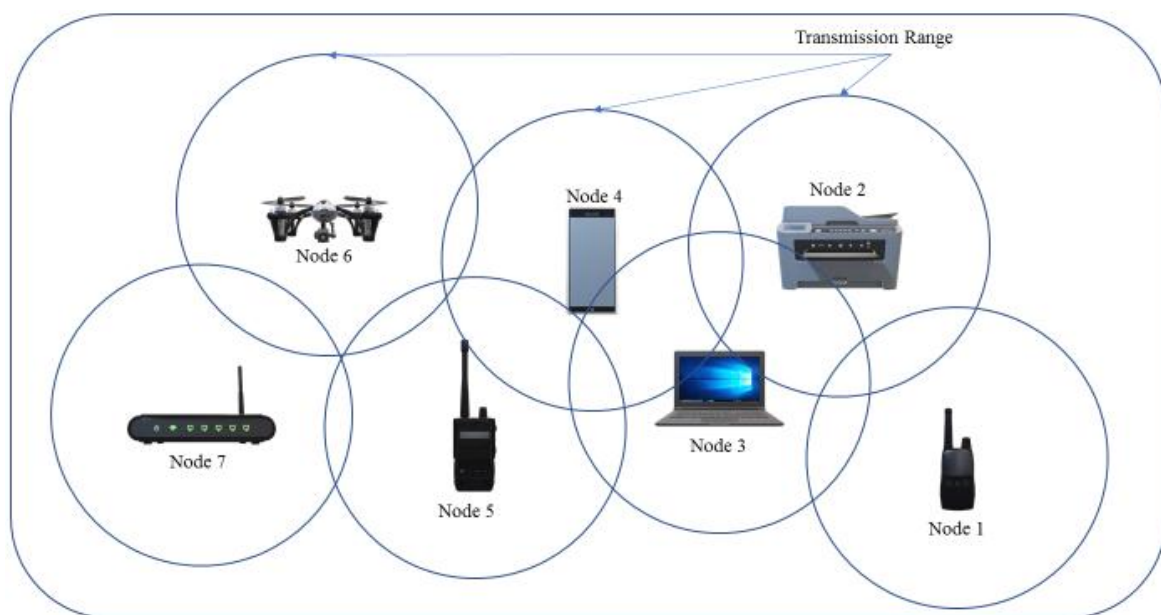 Transmission Range
Node 2
Node 4
Node 6
Node 3
Node 7
Node 5
Node 1